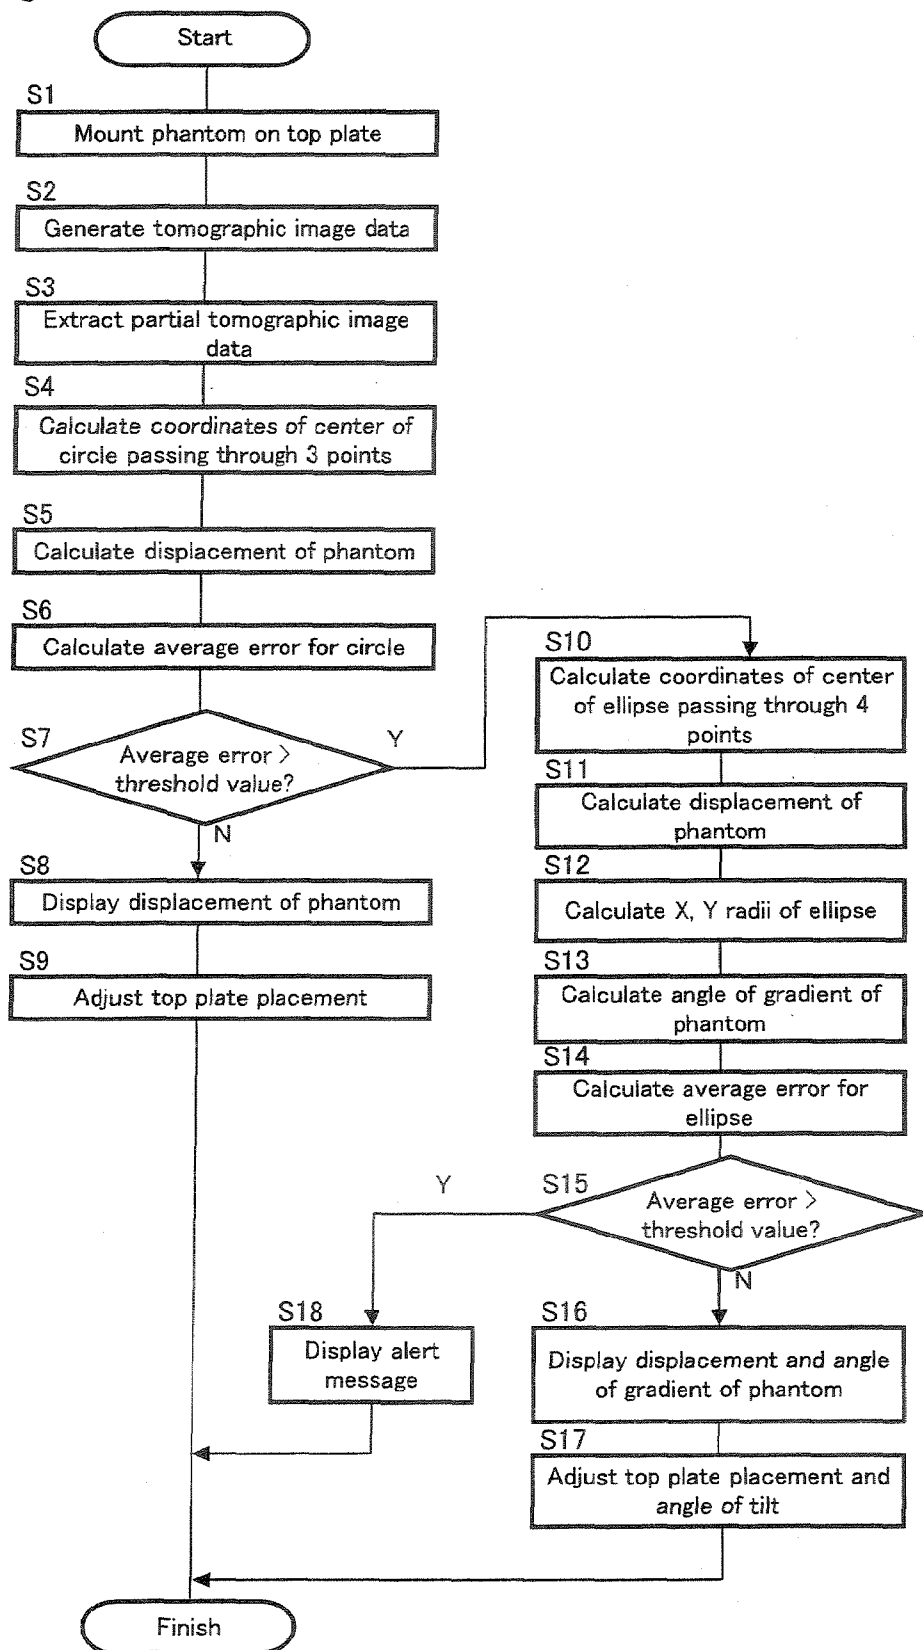 Start
S1
Mount phantom on top plate
S2
Generate tomographic image data
S3
Extract partial tomographic image
data
S4
Calculate coordinates of center of
circle passing through 3 points
S5
Calculate displacement of phantom
S6
Calculate average error for circle
S7
Average error >
threshold value?
Y
N
S8
Display displacement of phantom
S9
Adjust top plate placement
S10
Calculate coordinates of center
of ellipse passing through 4
points
S11
Calculate displacement of
phantom
S12
Calculate X, Y radii of ellipse
S13
Calculate angle of gradient of
phantom
S14
Calculate average error for
ellipse
S15
Average error >
threshold value?
Y
N
S18
Display alert
message
S16
Display displacement and angle
of gradient of phantom
S17
Adjust top plate placement and
angle of tilt
Finish